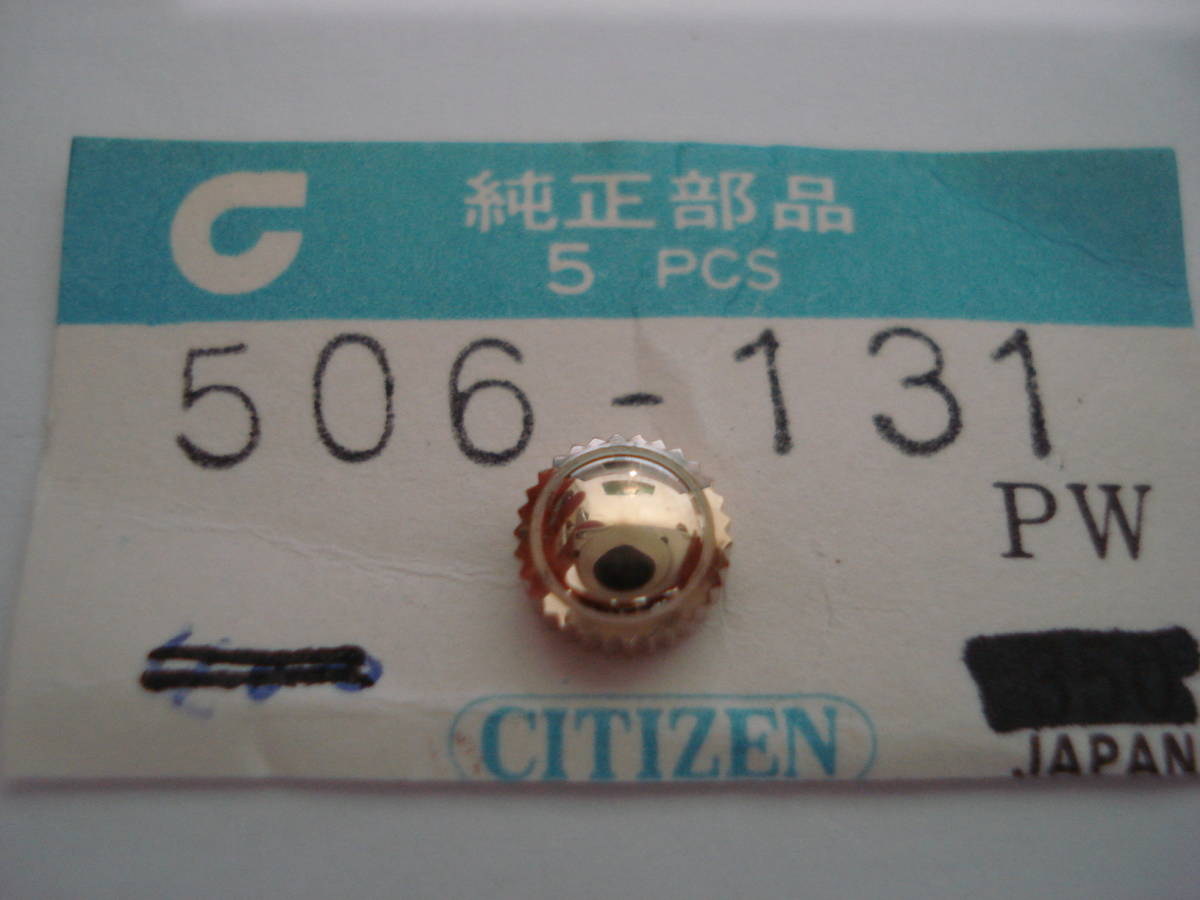 純正部品
5 PCS
506-131
PW
CITIZEN
JAPAN